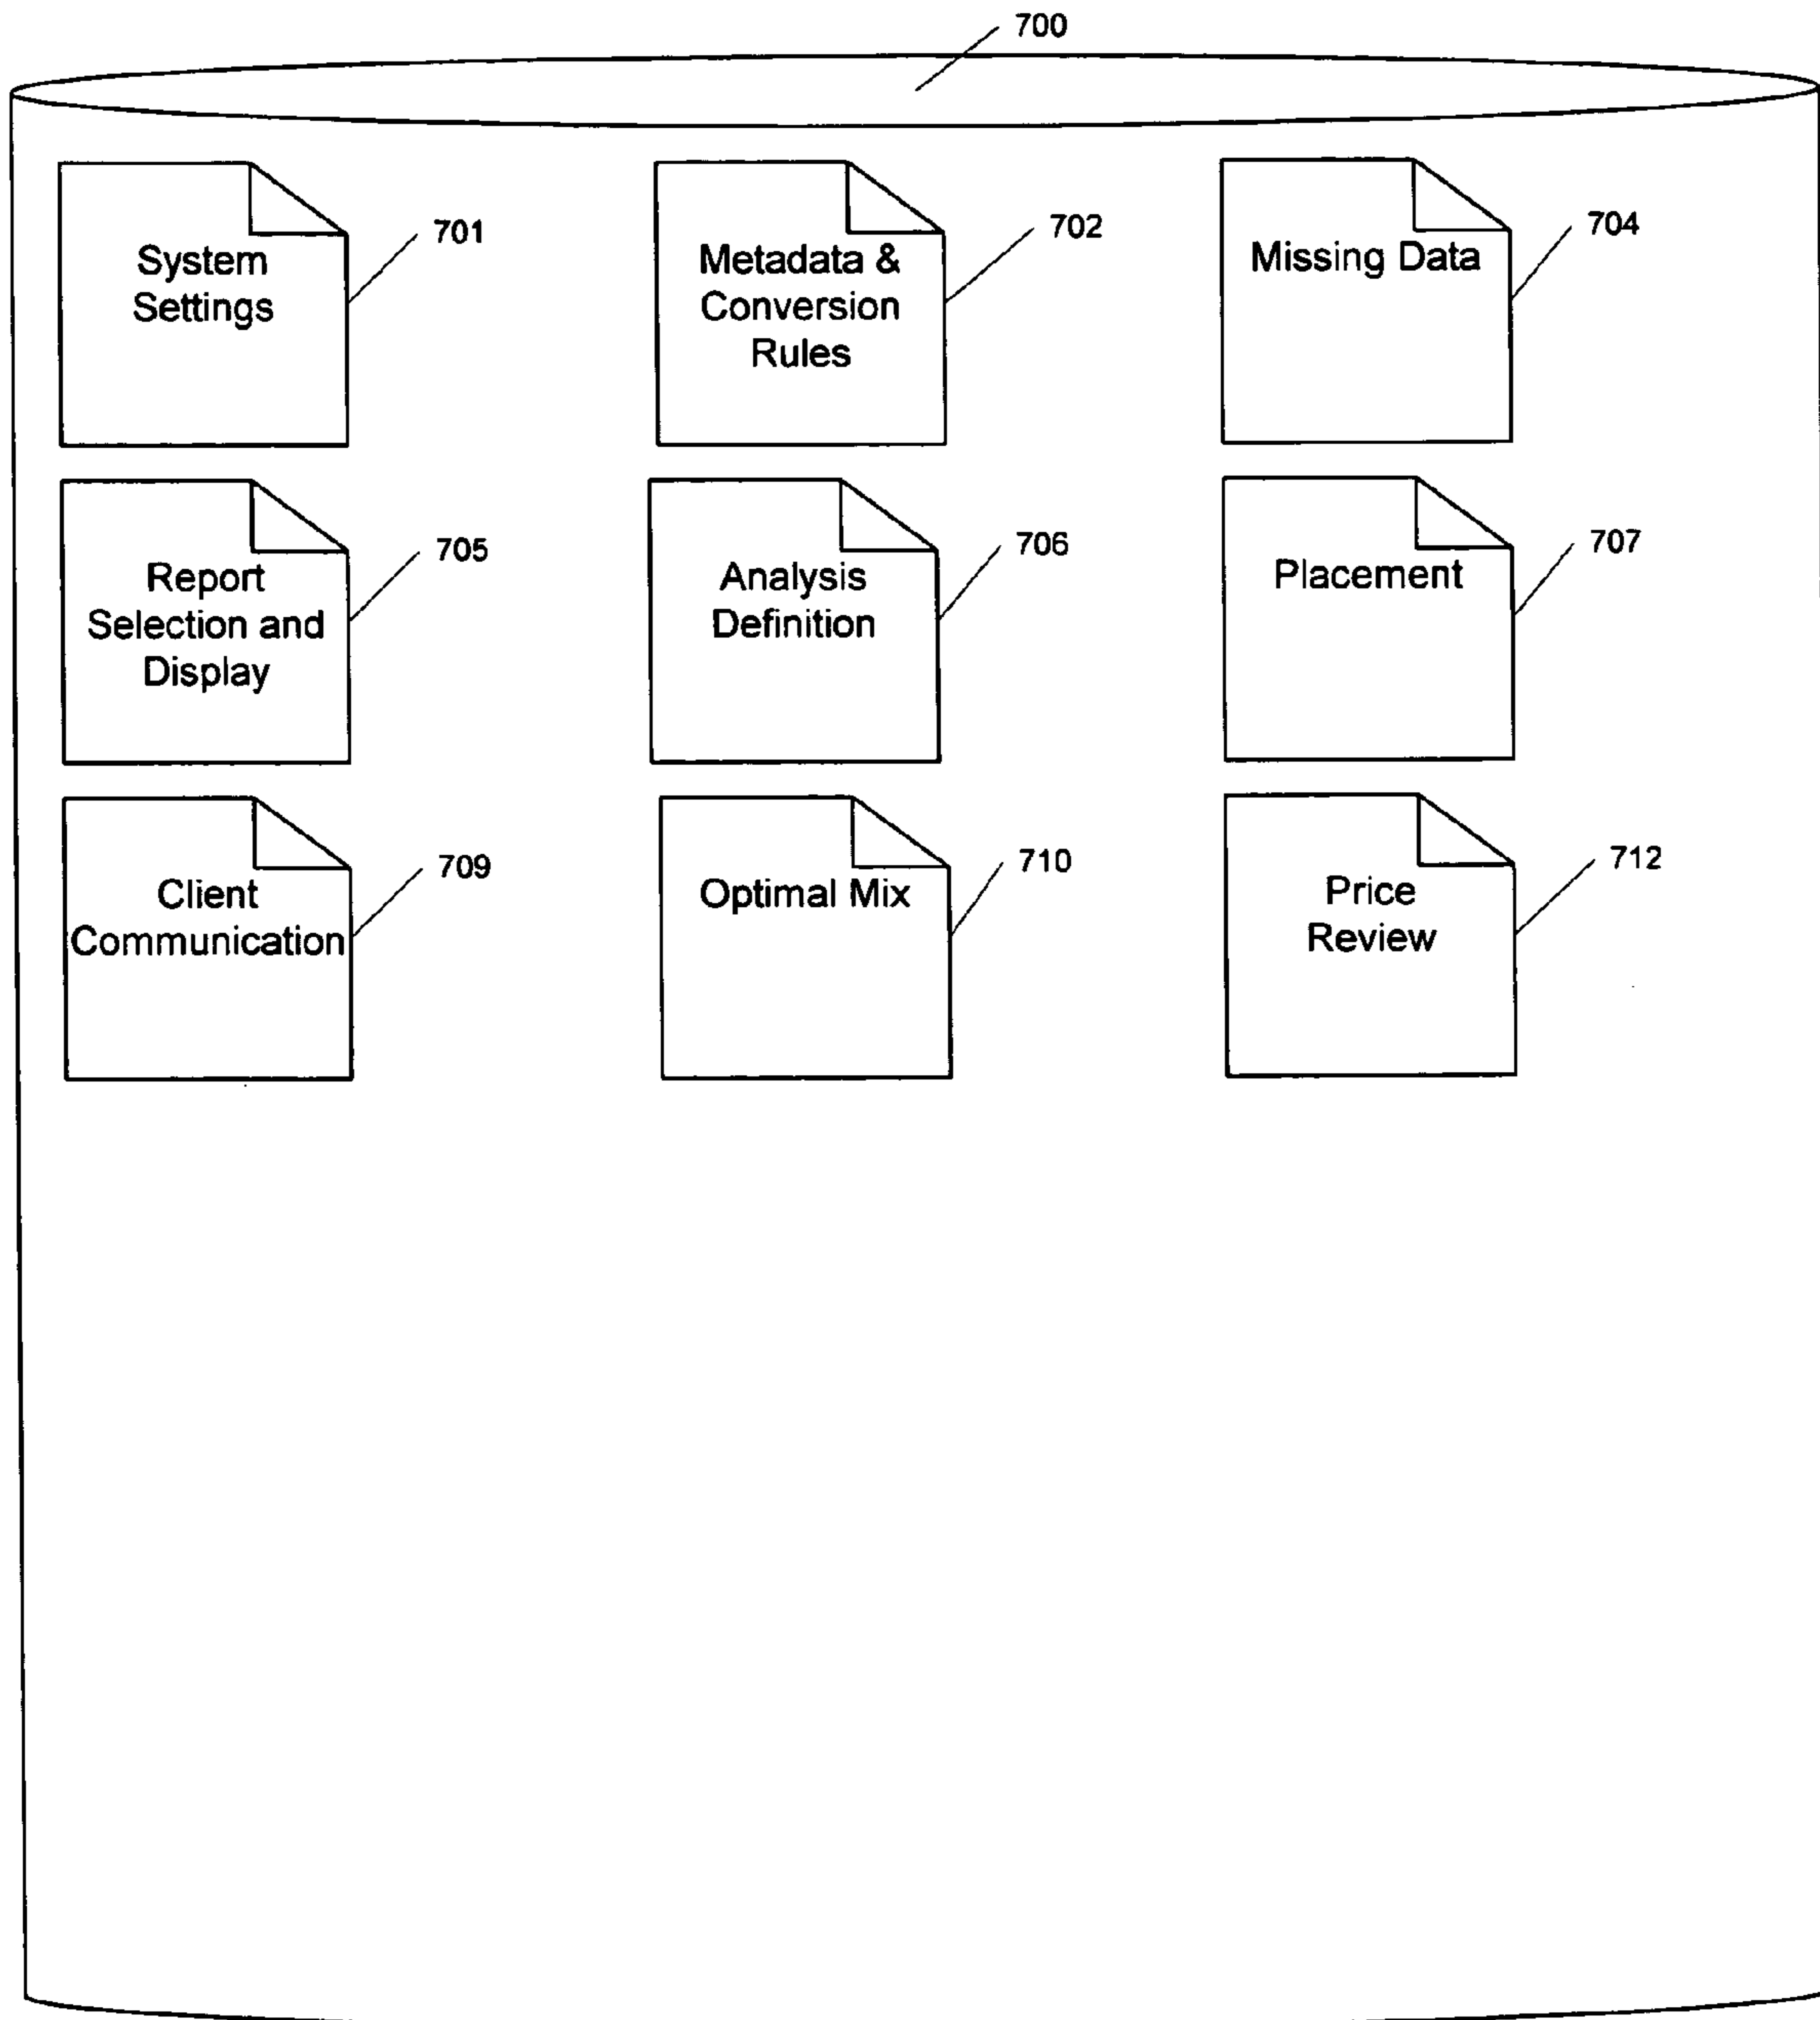 700
System
Settings
701
Metadata &
Conversion
Rules
702
Missing Data
704
Report
Selection and
Display
705
Analysis
Definition
706
Placement
707
Client
Communication
709
Optimal Mix
710
Price
Review
712